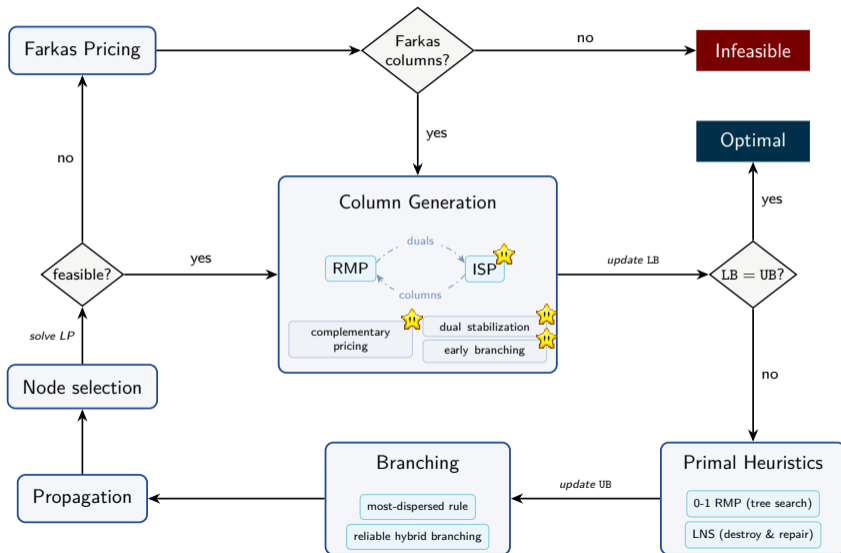 Farkas Pricing
Farkas
columns?
no
Infeasible
yes
Optimal
no
Column Generation
yes
duals
feasible?
yes
RMP
ISP
update LB
LB = UB?
columns
solve LP
complementary
pricing
dual stabilization
early branching
Node selection
no
Branching
Primal Heuristics
Propagation
most-dispersed rule
reliable hybrid branching
update UB
0-1 RMP (tree search)
LNS (destroy & repair)